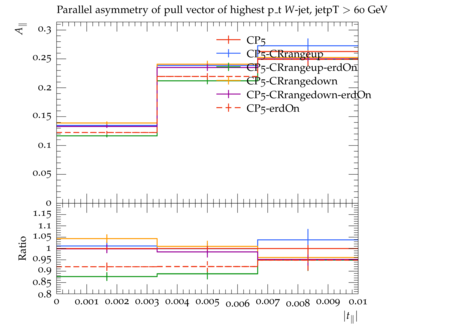 Parallel asymmetry of pull vector of highest p_t W-jet, jetpT > 60 GeV
A∥
0.3
0.25
0.2
0.15
0.1
0.05
0
CP5
CP5-CRrangeup
CP5-CRrangeup-erdOn
CP5-CRrangedown
CP5-CRrangedown-erdOn
CP5-erdOn
Ratio
1.15
1.1
1.05
1
0.95
0.9
0.85
0.8
0 0.001 0.002 0.003 0.004 0.005 0.006 0.007 0.008 0.009 0.01
|t∥|